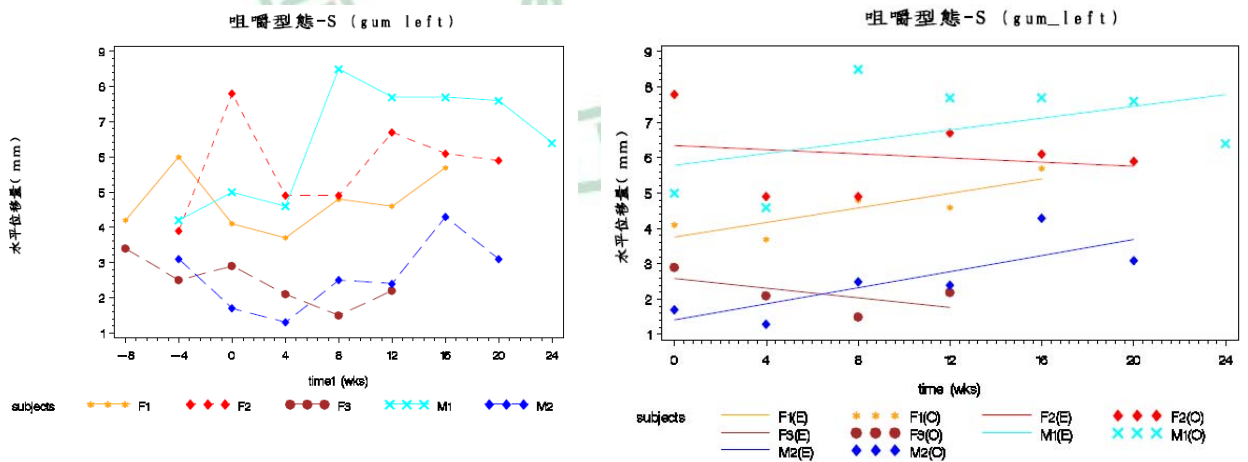 咀嚼型態-S (gum left)
水平位移量( mm)
9
8
7
6
5
4
3
2
1
-8 -4 0 4 8 12 16 20 24
time1 (wks)
subjects F1 F2 F3 M1 M2
咀嚼型態-S (gum_left)
水平位移量( mm)
9
8
7
6
5
4
3
2
1
0 4 8 12 16 20 24
time (wks)
subjects F1(E) F1(O) F2(E) F2(O)
F3(E) F3(O) M1(E) M1(O)
M2(E) M2(O)